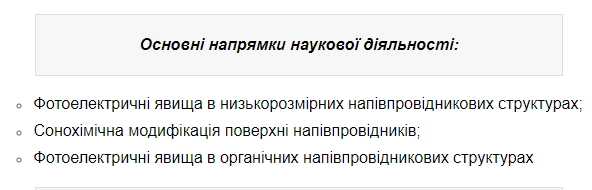 Основні напрямки наукової діяльності:
Фотоелектричні явища в низькорозмірних напівпровідникових структурах;
Сонохімічна модифікація поверхні напівпровідників;
Фотоелектричні явища в органічних напівпровідникових структурах